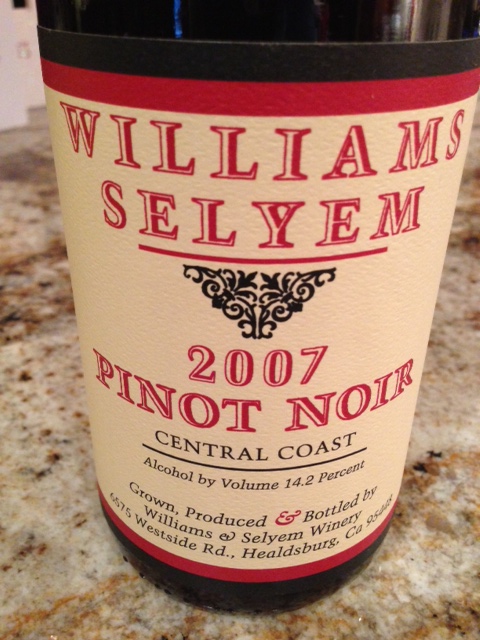 WILLIAMS
SELYEM
2007
PINOT NOIR
CENTRAL COAST
Alcohol by Volume 14.2 Percent
Grown, Produced & Bottled by
Williams & Selyem Winery
6575 Westside Rd., Healdsburg, Ca 95448